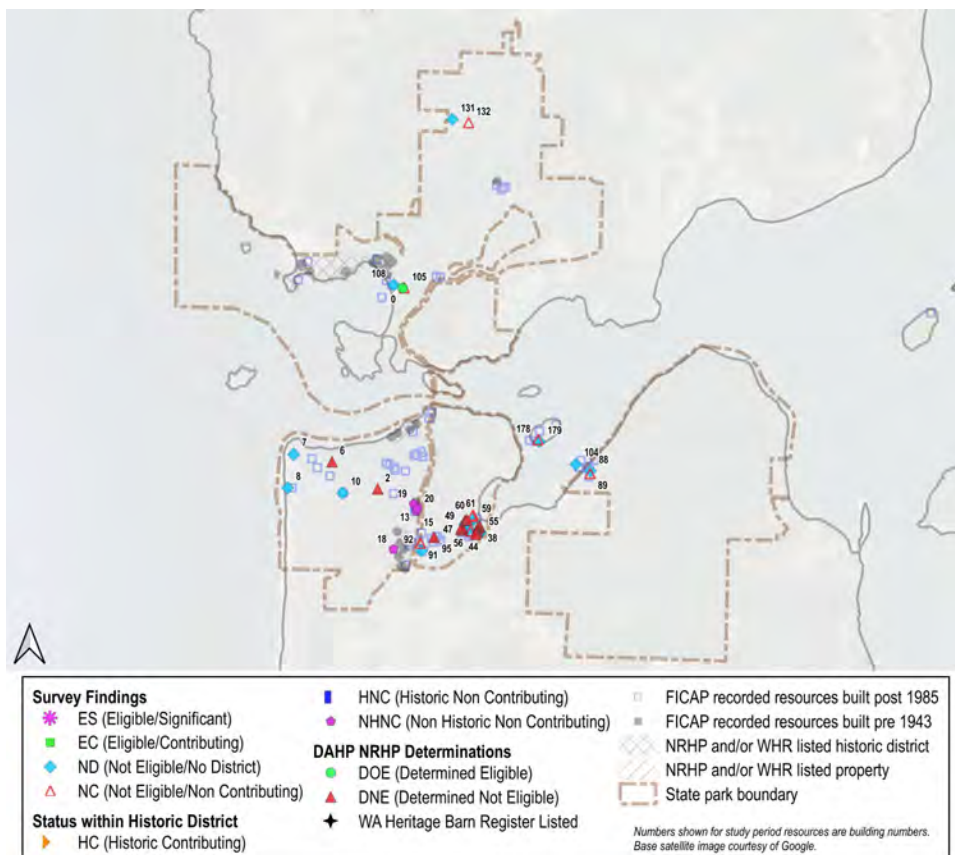 131 132
108
105
0
178 179
7
6
8
10
2
104 88
89
19 20
13
60 61
59
49
55
15
47
18
92
56
38
95 44
91
Survey Findings
ES (Eligible/Significant)
EC (Eligible/Contributing)
ND (Not Eligible/No District)
NC (Not Eligible/Non Contributing)
Status within Historic District
HC (Historic Contributing)
HNC (Historic Non Contributing)
NHNC (Non Historic Non Contributing)
DAHP NRHP Determinations
DOE (Determined Eligible)
DNE (Determined Not Eligible)
WA Heritage Barn Register Listed
FICAP recorded resources built post 1985
FICAP recorded resources built pre 1943
NRHP and/or WHR listed historic district
NRHP and/or WHR listed property
State park boundary
Numbers shown for study period resources are building numbers.
Base satellite image courtesy of Google.